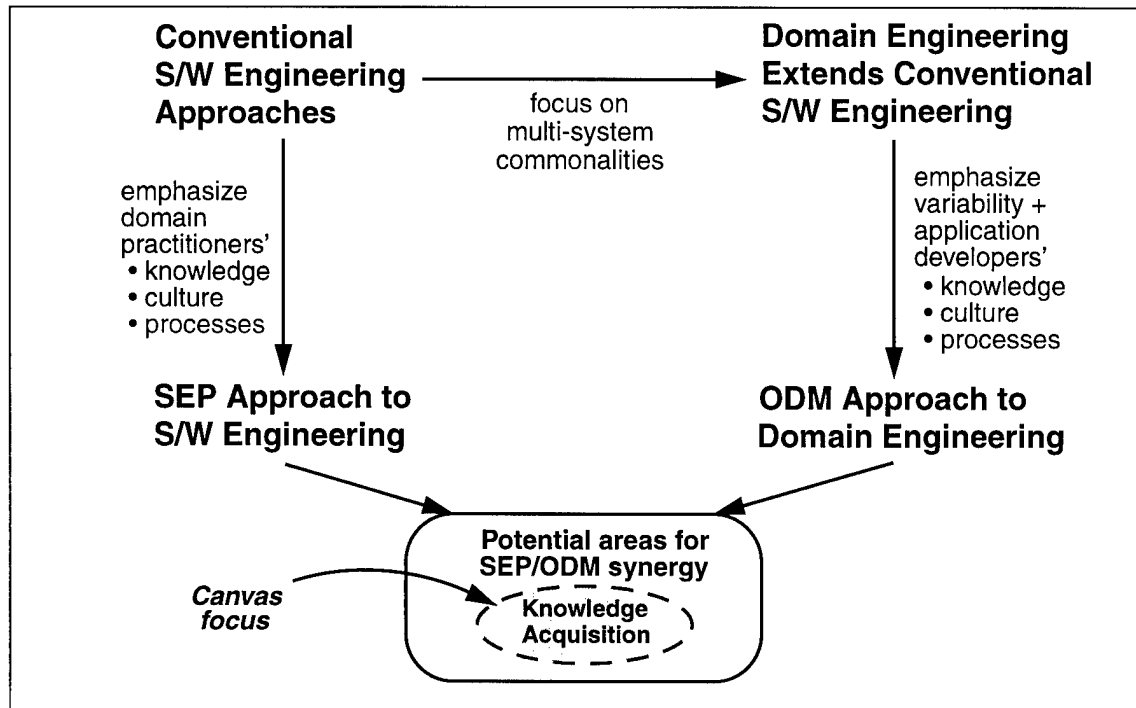 Conventional
S/W Engineering
Approaches
focus on
multi-system
commonalities
Domain Engineering
Extends Conventional
S/W Engineering
emphasize
domain
practitioners'
• knowledge
• culture
• processes
emphasize
variability +
application
developers'
• knowledge
• culture
• processes
SEP Approach to
S/W Engineering
ODM Approach to
Domain Engineering
Potential areas for
SEP/ODM synergy
Canvas
focus
Knowledge
Acquisition